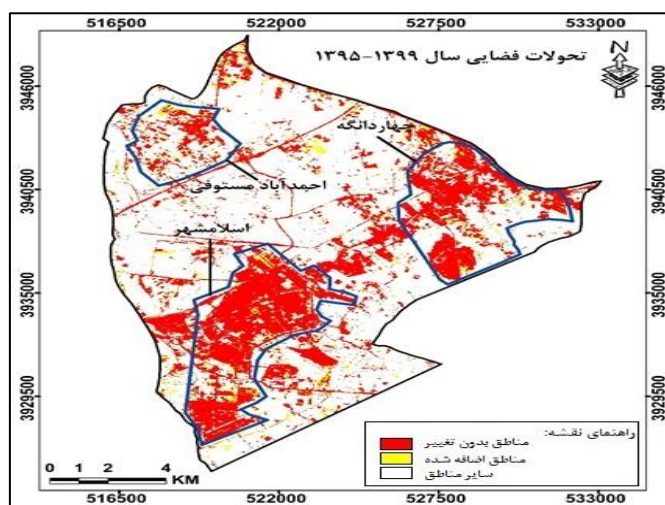 516500 522000 527500 533000
تحولات فضایی سال ۱۳۹۹-۱۳۹۵
N
3946000 3946000
چهاردانگه
3940500 3940500
احمدآباد مستوفی
اسلامشهر
3935000 3935000
3929500 3929500
راهنمای نقشه:
مناطق بدون تغییر
مناطق اضافه شده
سایر مناطق
0 1 2 4
KM
516500 522000 527500 533000